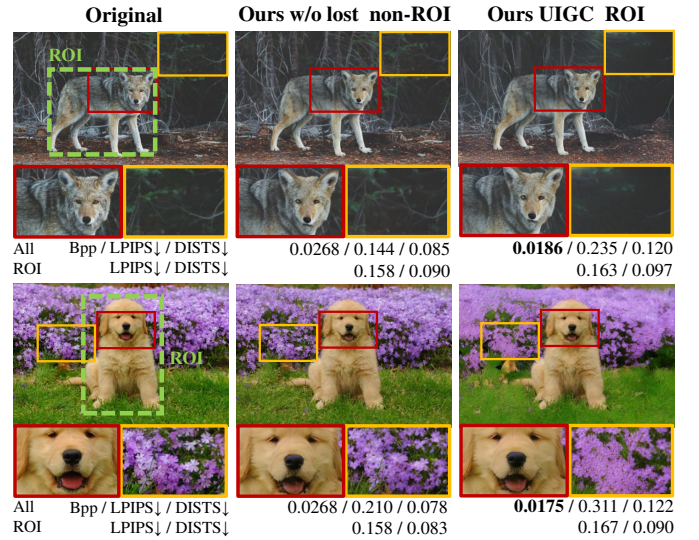 Original Ours w/o lost non-ROI Ours UIGC ROI
ROI
All Bpp / LPIPS↓ / DISTS↓ 0.0268 / 0.144 / 0.085 0.0186 / 0.235 / 0.120
ROI LPIPS↓ / DISTS↓ 0.158 / 0.090 0.163 / 0.097
ROI
All Bpp / LPIPS↓ / DISTS↓ 0.0268 / 0.210 / 0.078 0.0175 / 0.311 / 0.122
ROI LPIPS↓ / DISTS↓ 0.158 / 0.083 0.167 / 0.090